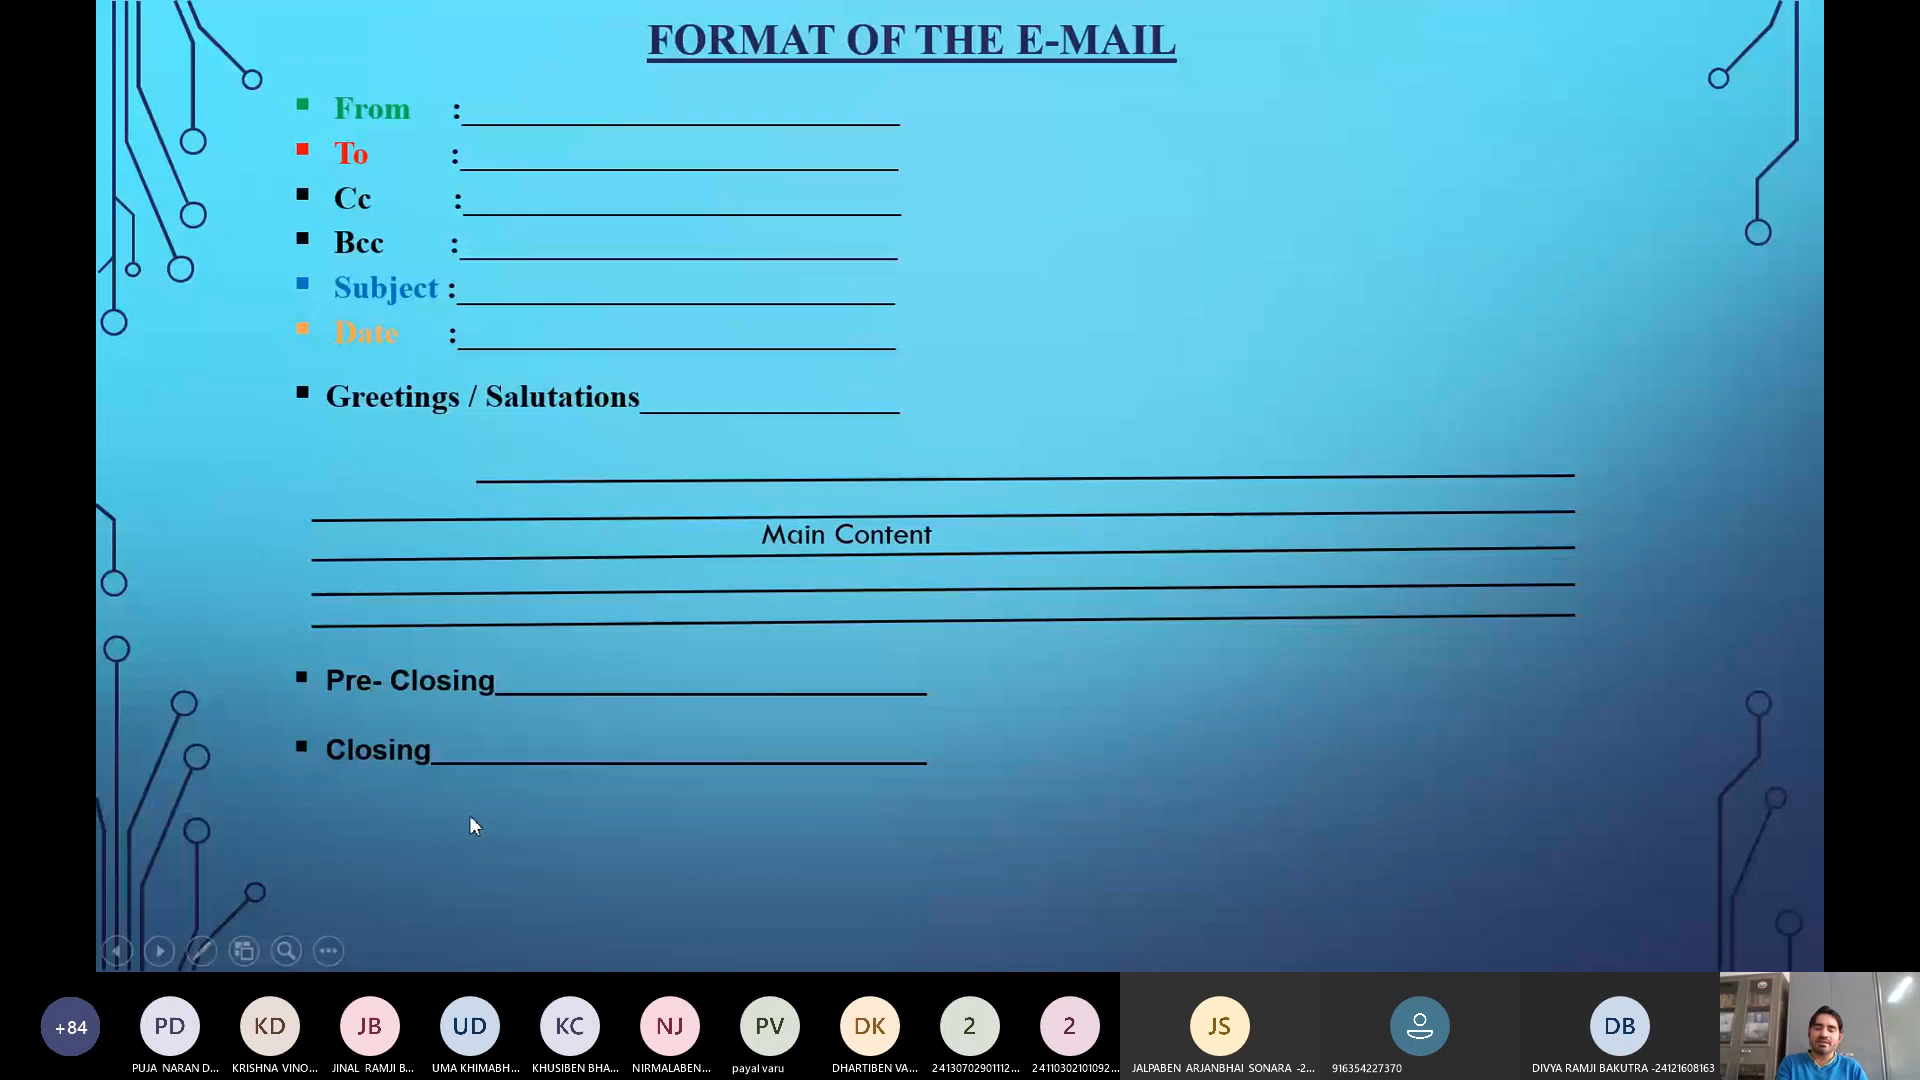 FORMAT OF THE E-MAIL
From :
To :
Cc :
Bcc :
Subject :
Date :
Greetings / Salutations
Main Content
Pre- Closing
Closing
+84 PD KD JB UD KC NJ PV DK 2 2 JS DB
PUJA NARAN D... KRISHNA VINO... JINAL RAMJI B... UMA KHIMABH... KHUSIBEN BHA... NIRMALABEN... payal varu DHARTIBEN VA... 24130702901112... 24110302101092... JALPABEN ARJANBHAI SONARA -2... 916354227370 DIVYA RAMJI BAKUTRA -24121608163